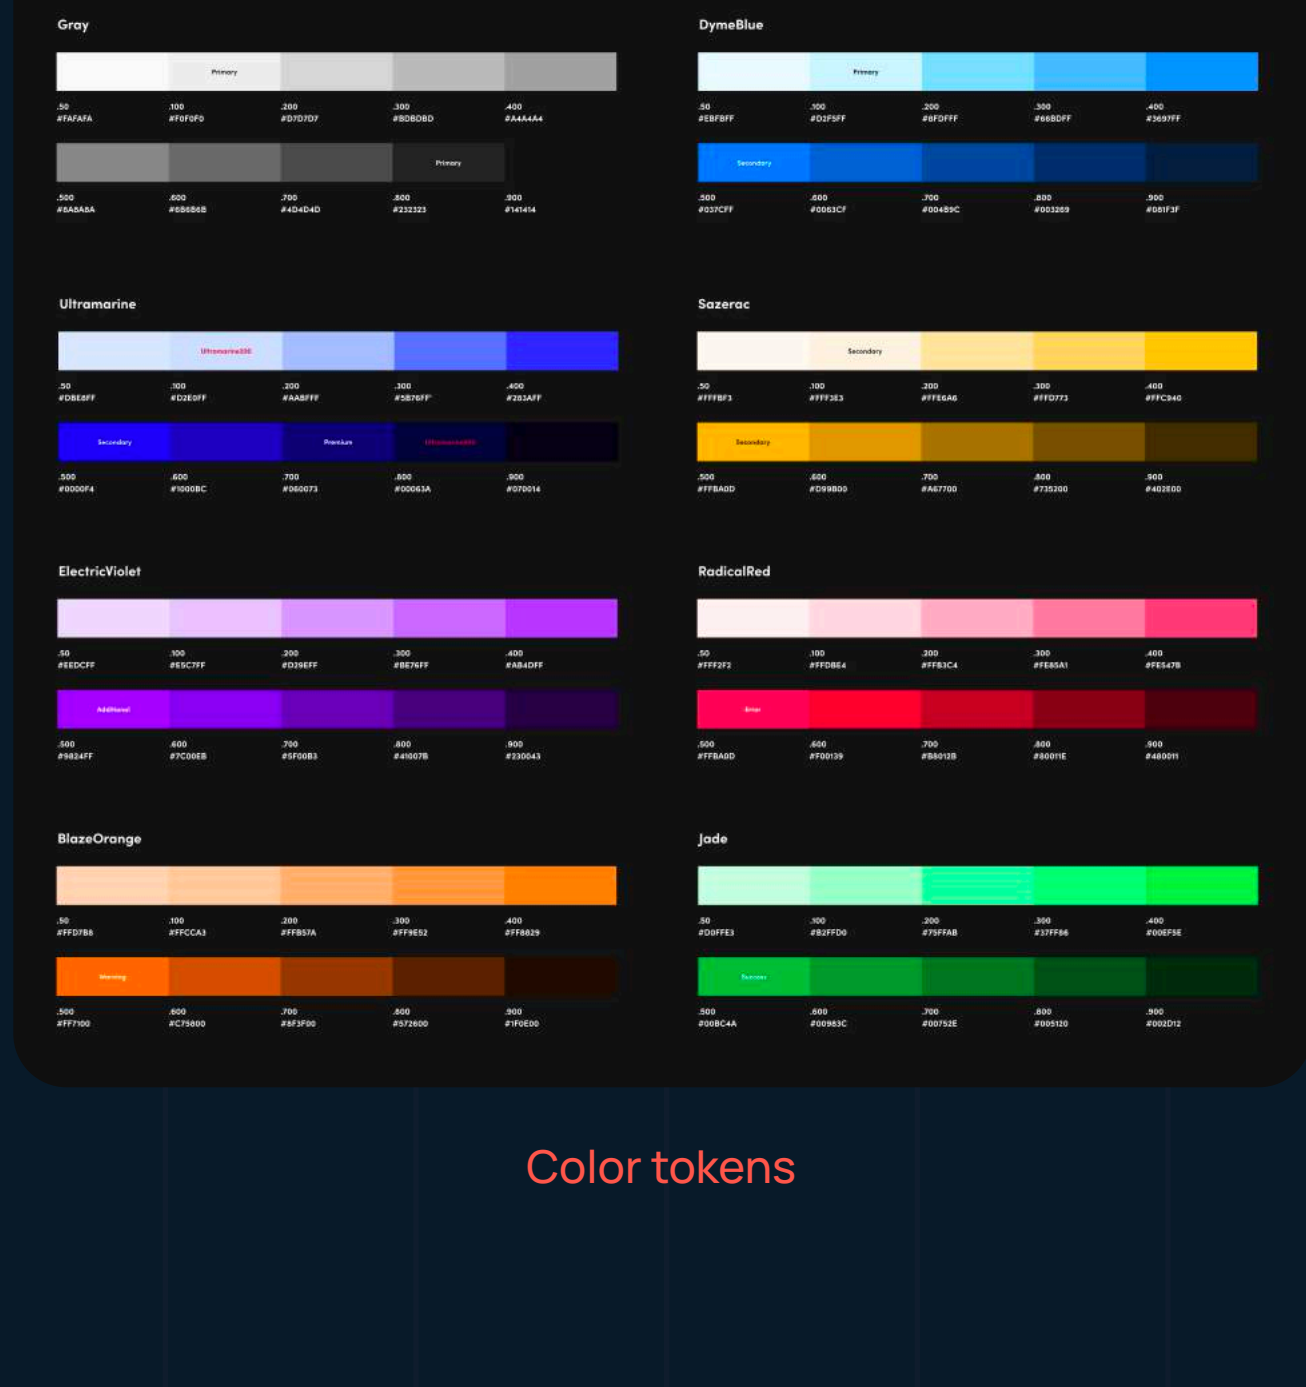 Gray
Primary
.50 .100 .200 .300 .400
#FAFAFA #F0F0F0 #D7D7D7 #BDBDBD #A4A4A4
Primary
.500 .600 .700 .800 .900
#8A8A8A #6B6B6B #4D4D4D #232323 #141414
DymeBlue
Primary
.50 .100 .200 .300 .400
#EBFBFF #D2F5FF #8FDFFF #66BDFF #3697FF
Secondary
.500 .600 .700 .800 .900
#037CFF #0063CF #004B9C #003269 #081F3F
Ultramarine
.50 .100 .200 .300 .400
#DBE8FF #D2E0FF #AABFFF #5B76FF #283AFF
Secondary Premium
.500 .600 .700 .800 .900
#0000F4 #1000BC #060073 #00063A #070014
Sazerac
Secondary
.50 .100 .200 .300 .400
#FFFBF3 #FFF3E3 #FFE6A6 #FFD773 #FFC940
Secondary
.500 .600 .700 .800 .900
#FFBA0D #D99B00 #A67700 #735200 #402E00
ElectricViolet
.50 .100 .200 .300 .400
#EEDCFF #E5C7FF #D29EFF #BE76FF #AB4DFF
Additional
.500 .600 .700 .800 .900
#9824FF #7C00EB #5F00B3 #41007B #230043
RadicalRed
.50 .100 .200 .300 .400
#FFF2F2 #FFDBE4 #FFB3C4 #FE85A1 #FE547B
Error
.500 .600 .700 .800 .900
#FFBA0D #F00139 #B8012B #80011E #480011
BlazeOrange
.50 .100 .200 .300 .400
#FFD7B8 #FFCCA3 #FFB57A #FF9E52 #FF8829
Warning
.500 .600 .700 .800 .900
#FF7100 #C75800 #8F3F00 #572600 #1F0E00
Jade
.50 .100 .200 .300 .400
#D0FFE3 #B2FFD0 #75FFAB #37FF86 #00EF5E
Success
.500 .600 .700 .800 .900
#00BC4A #00983C #00752E #005120 #002D12
Color tokens